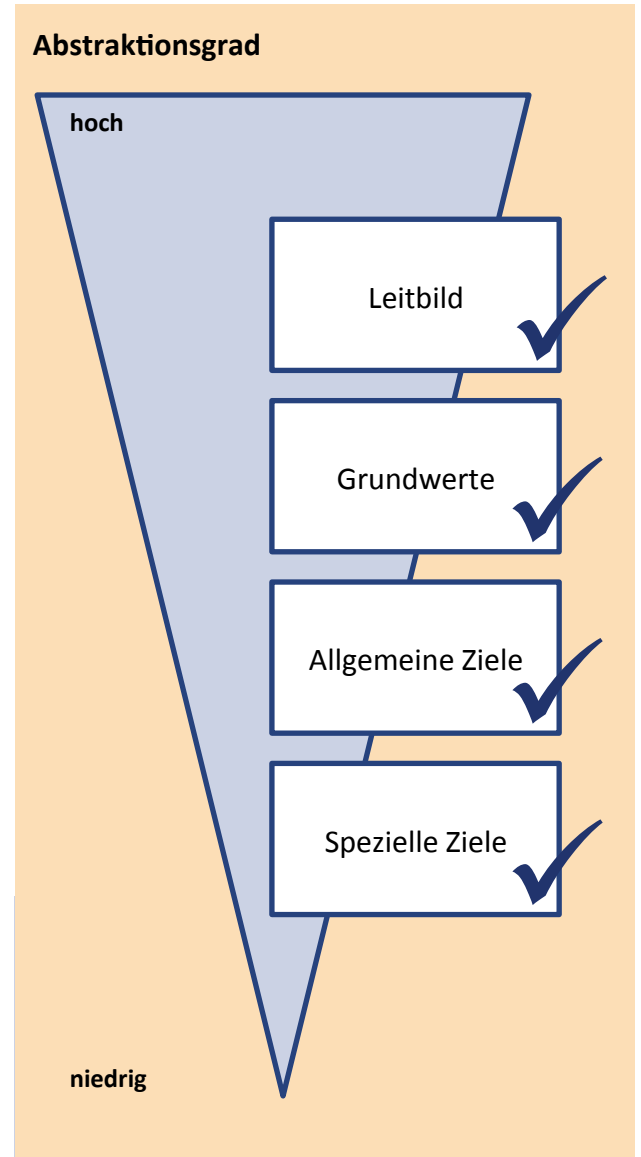 Abstraktionsgrad
hoch
Leitbild
Grundwerte
Allgemeine Ziele
Spezielle Ziele
niedrig